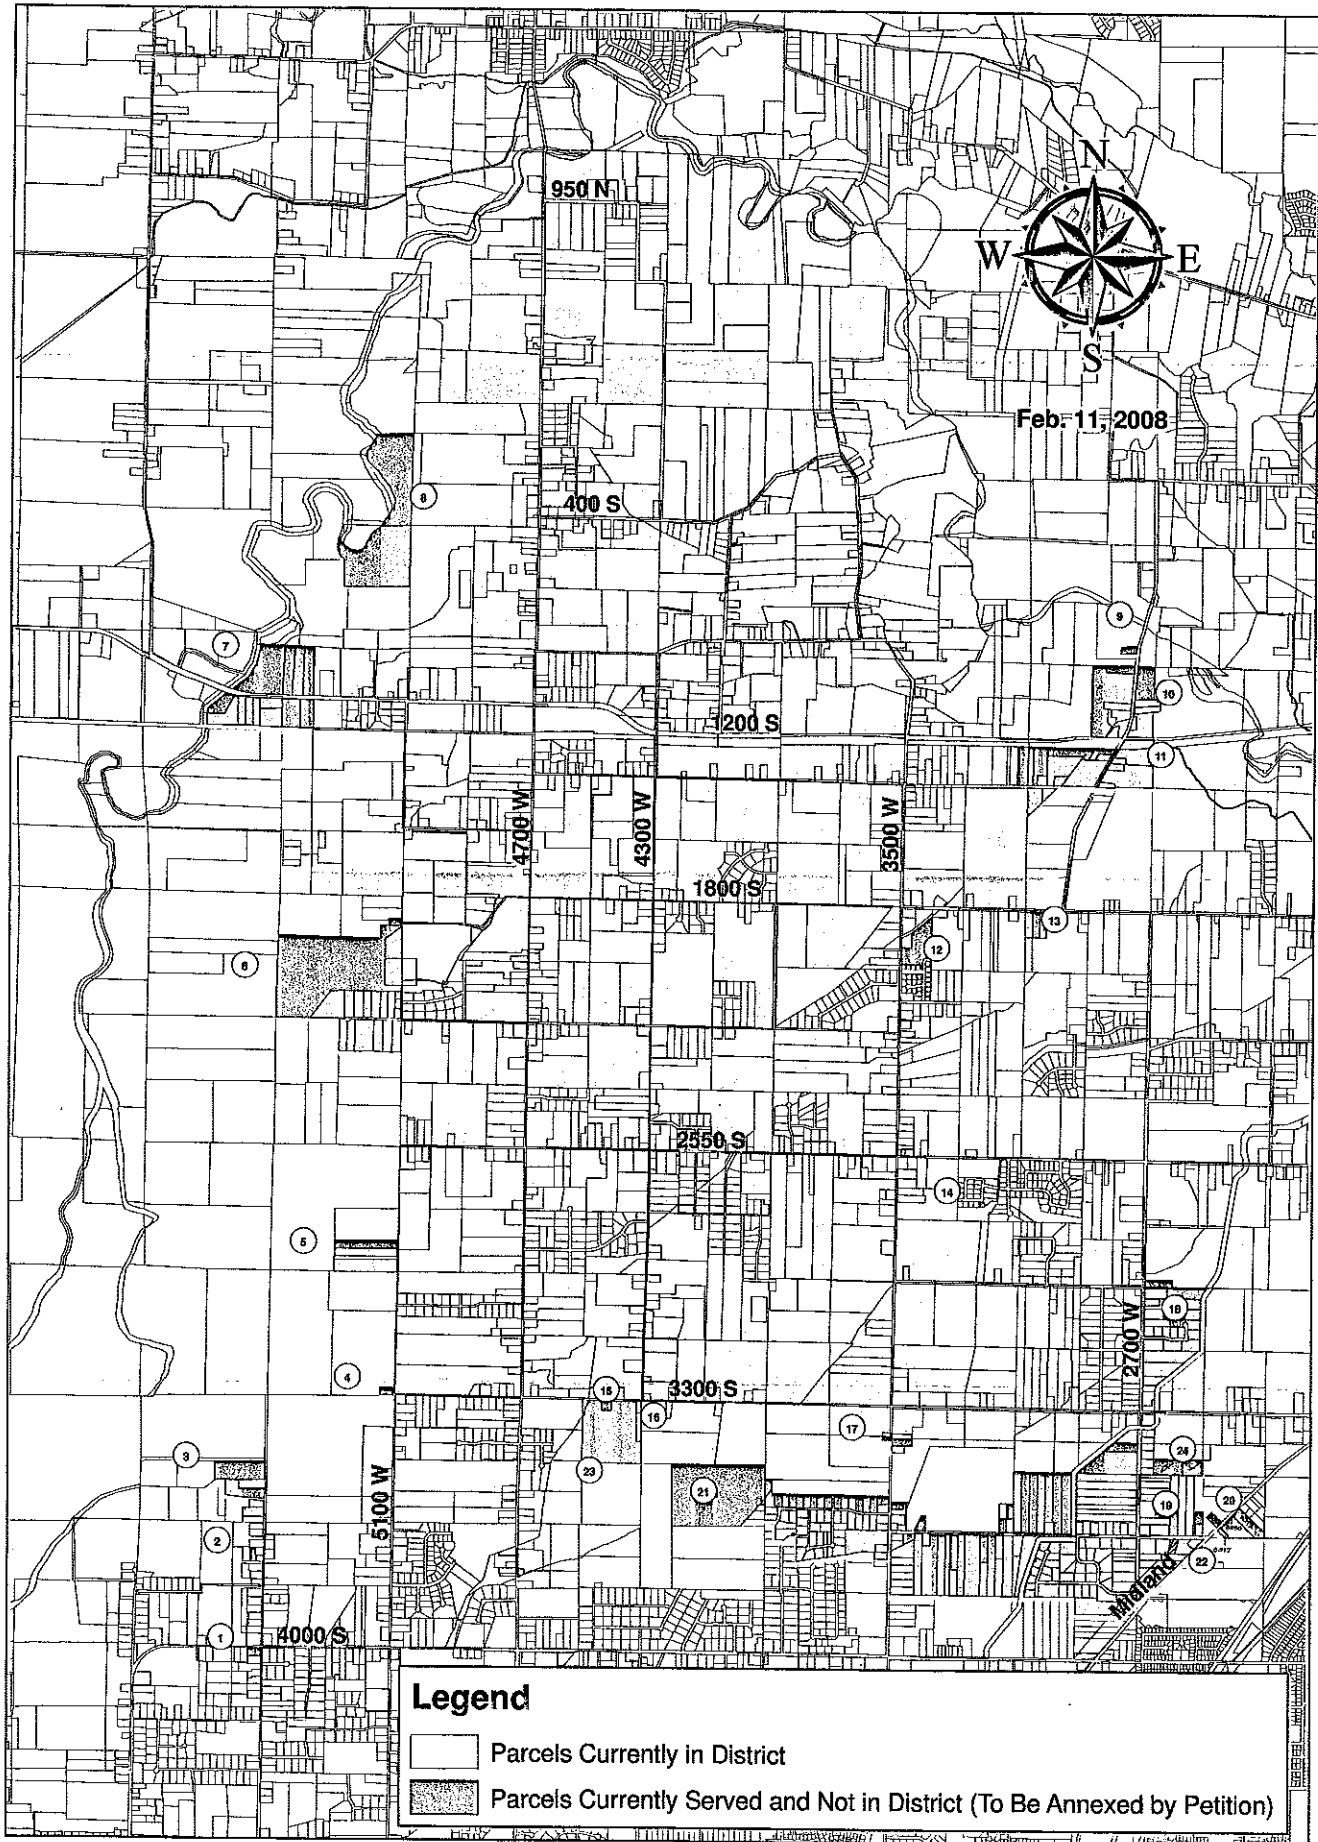 950 N
N
W
E
S
Feb. 11, 2008
8
400 S
9
7
10
1200 S
11
4700 W
4300 W
3500 W
1800 S
13
12
6
2550 S
14
5
18
2700 W
4
15
3300 S
16
17
3
24
23
5100 W
21
19
20
2
22
Midland
1
4000 S
Legend
Parcels Currently in District
Parcels Currently Served and Not in District (To Be Annexed by Petition)